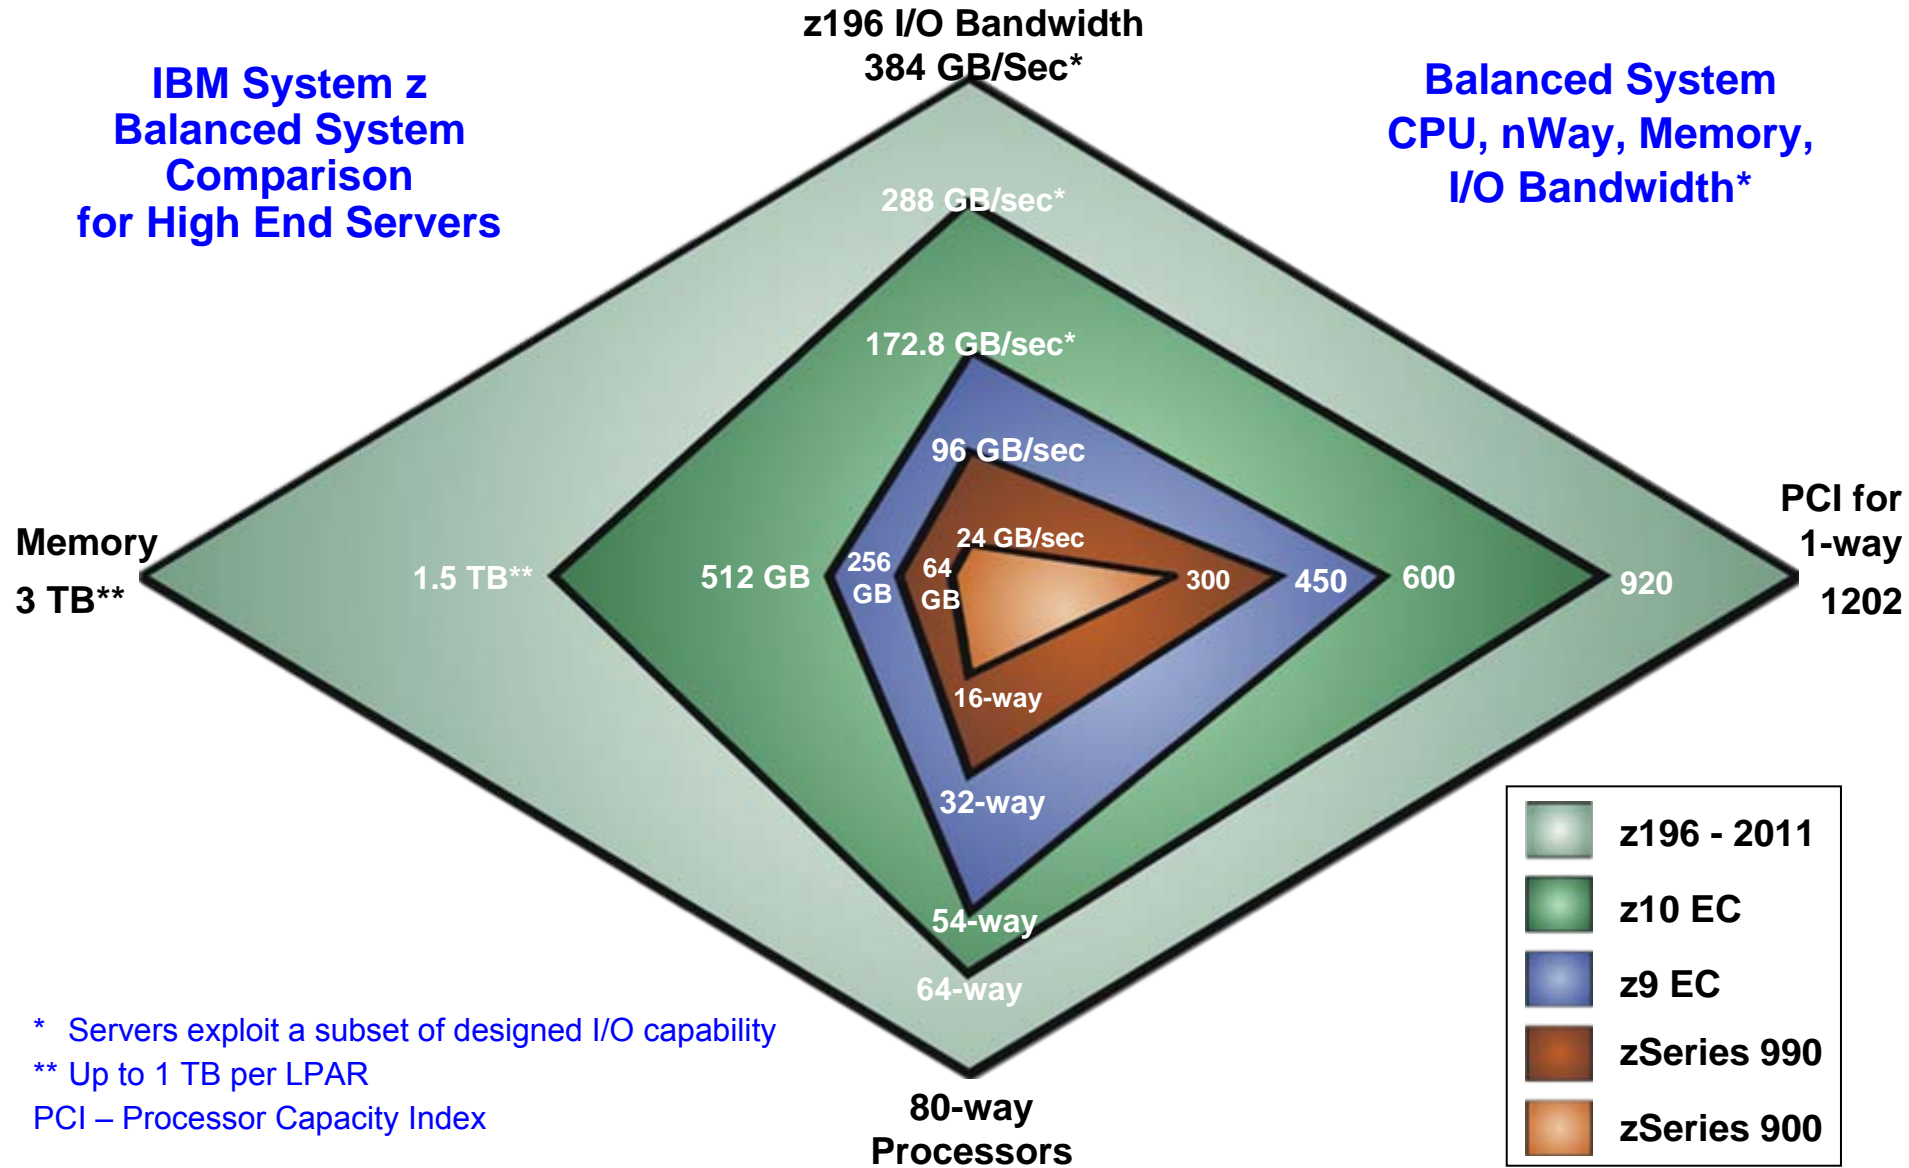 z196 I/O Bandwidth
384 GB/Sec*
IBM System z
Balanced System
Comparison
for High End Servers
Balanced System
CPU, nWay, Memory,
I/O Bandwidth*
288 GB/sec*
172.8 GB/sec*
96 GB/sec
24 GB/sec
Memory
3 TB**
1.5 TB**
512 GB
256
GB
64
GB
300
450
600
920
PCI for
1-way
1202
16-way
32-way
54-way
64-way
80-way
Processors
z196 - 2011
z10 EC
z9 EC
zSeries 990
zSeries 900
* Servers exploit a subset of designed I/O capability
** Up to 1 TB per LPAR
PCI – Processor Capacity Index